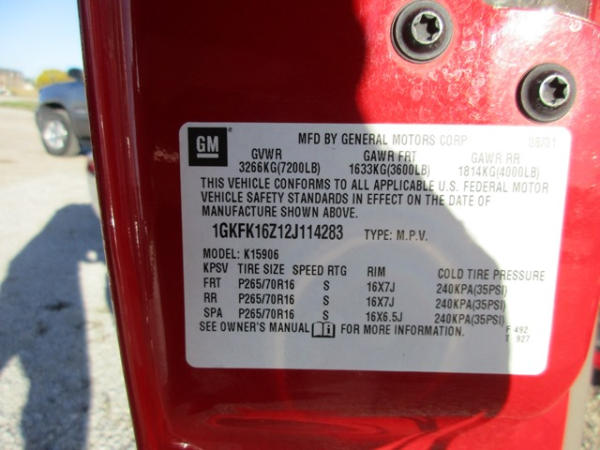 GM MFD BY GENERAL MOTORS CORP 08/01
GVWR GAWR FRT GAWR RR
3266KG(7200LB) 1633KG(3600LB) 1814KG(4000LB)
THIS VEHICLE CONFORMS TO ALL APPLICABLE U.S. FEDERAL MOTOR
VEHICLE SAFETY STANDARDS IN EFFECT ON THE DATE OF
MANUFACTURE SHOWN ABOVE.
1GKFK16Z12J114283 TYPE: M.P.V.
MODEL: K15906
KPSV TIRE SIZE SPEED RTG RIM COLD TIRE PRESSURE
FRT P265/70R16 S 16X7J 240KPA(35PSI)
RR P265/70R16 S 16X7J 240KPA(35PSI)
SPA P265/70R16 S 16X6.5J 240KPA(35PSI)
SEE OWNER'S MANUAL FOR MORE INFORMATION.
F 492
T 927